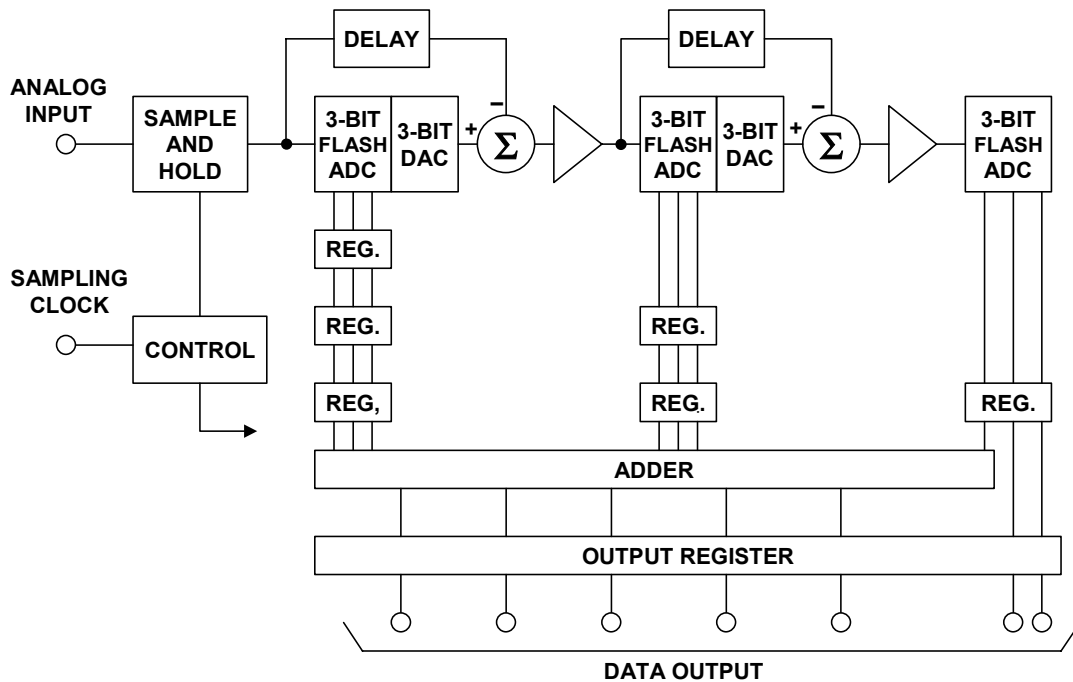 DELAY
DELAY
ANALOG
INPUT
SAMPLE
AND
HOLD
3-BIT
FLASH
ADC
3-BIT
DAC
+
−
Σ
3-BIT
FLASH
ADC
3-BIT
DAC
+
−
Σ
3-BIT
FLASH
ADC
REG.
SAMPLING
CLOCK
CONTROL
REG.
REG.
REG,
REG.
REG.
ADDER
OUTPUT REGISTER
DATA OUTPUT